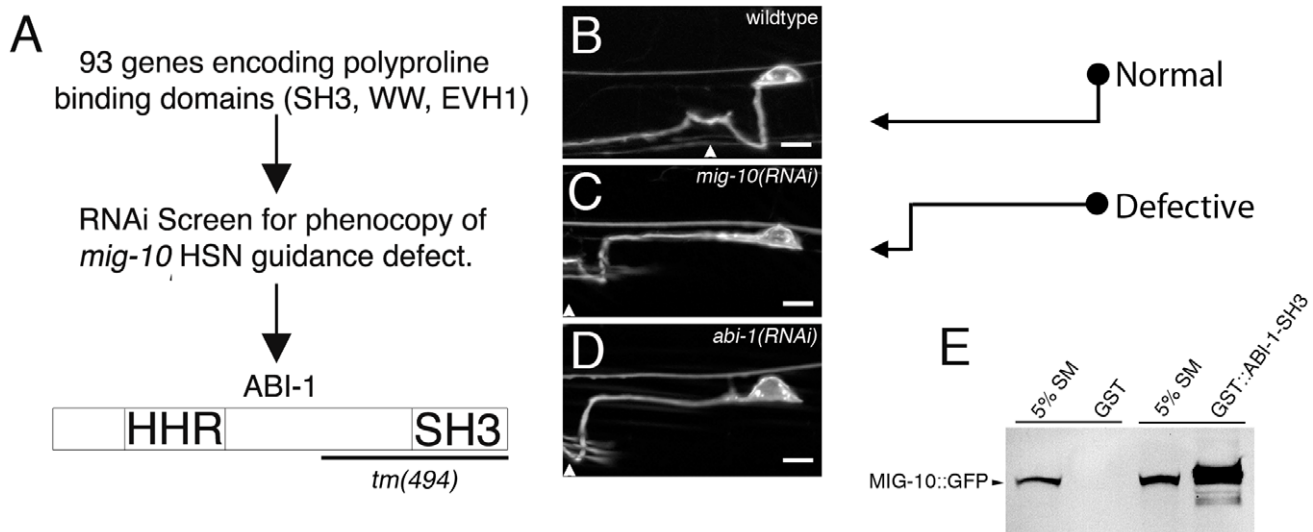 A
93 genes encoding polyproline
binding domains (SH3, WW, EVH1)
RNAi Screen for phenocopy of
mig-10 HSN guidance defect.
ABI-1
HHR
SH3
tm(494)
B
wildtype
C
mig-10(RNAi)
D
abi-1(RNAi)
Normal
Defective
E
5% SM
GST
5% SM
GST::ABI-1-SH3
MIG-10::GFP